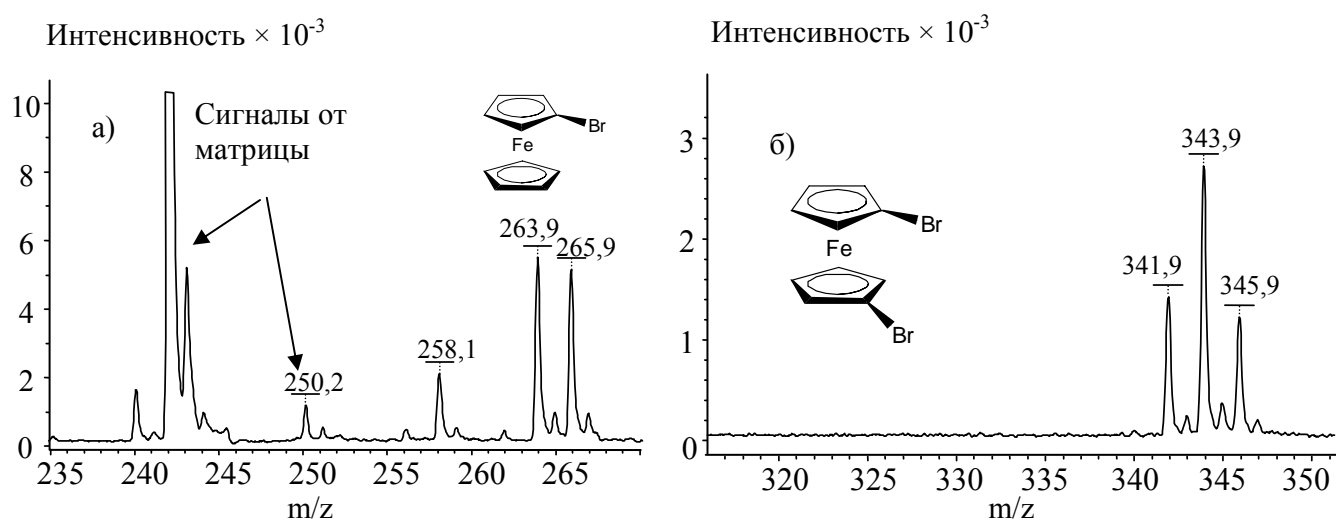 Интенсивность × 10⁻³
а)
Сигналы от
матрицы
Br
Fe
10
8
6
4
2
0
250,2
258,1
263,9
265,9
235 240 245 250 255 260 265
m/z
Интенсивность × 10⁻³
б)
Br
Fe
Br
3
2
1
0
341,9
343,9
345,9
320 325 330 335 340 345 350
m/z